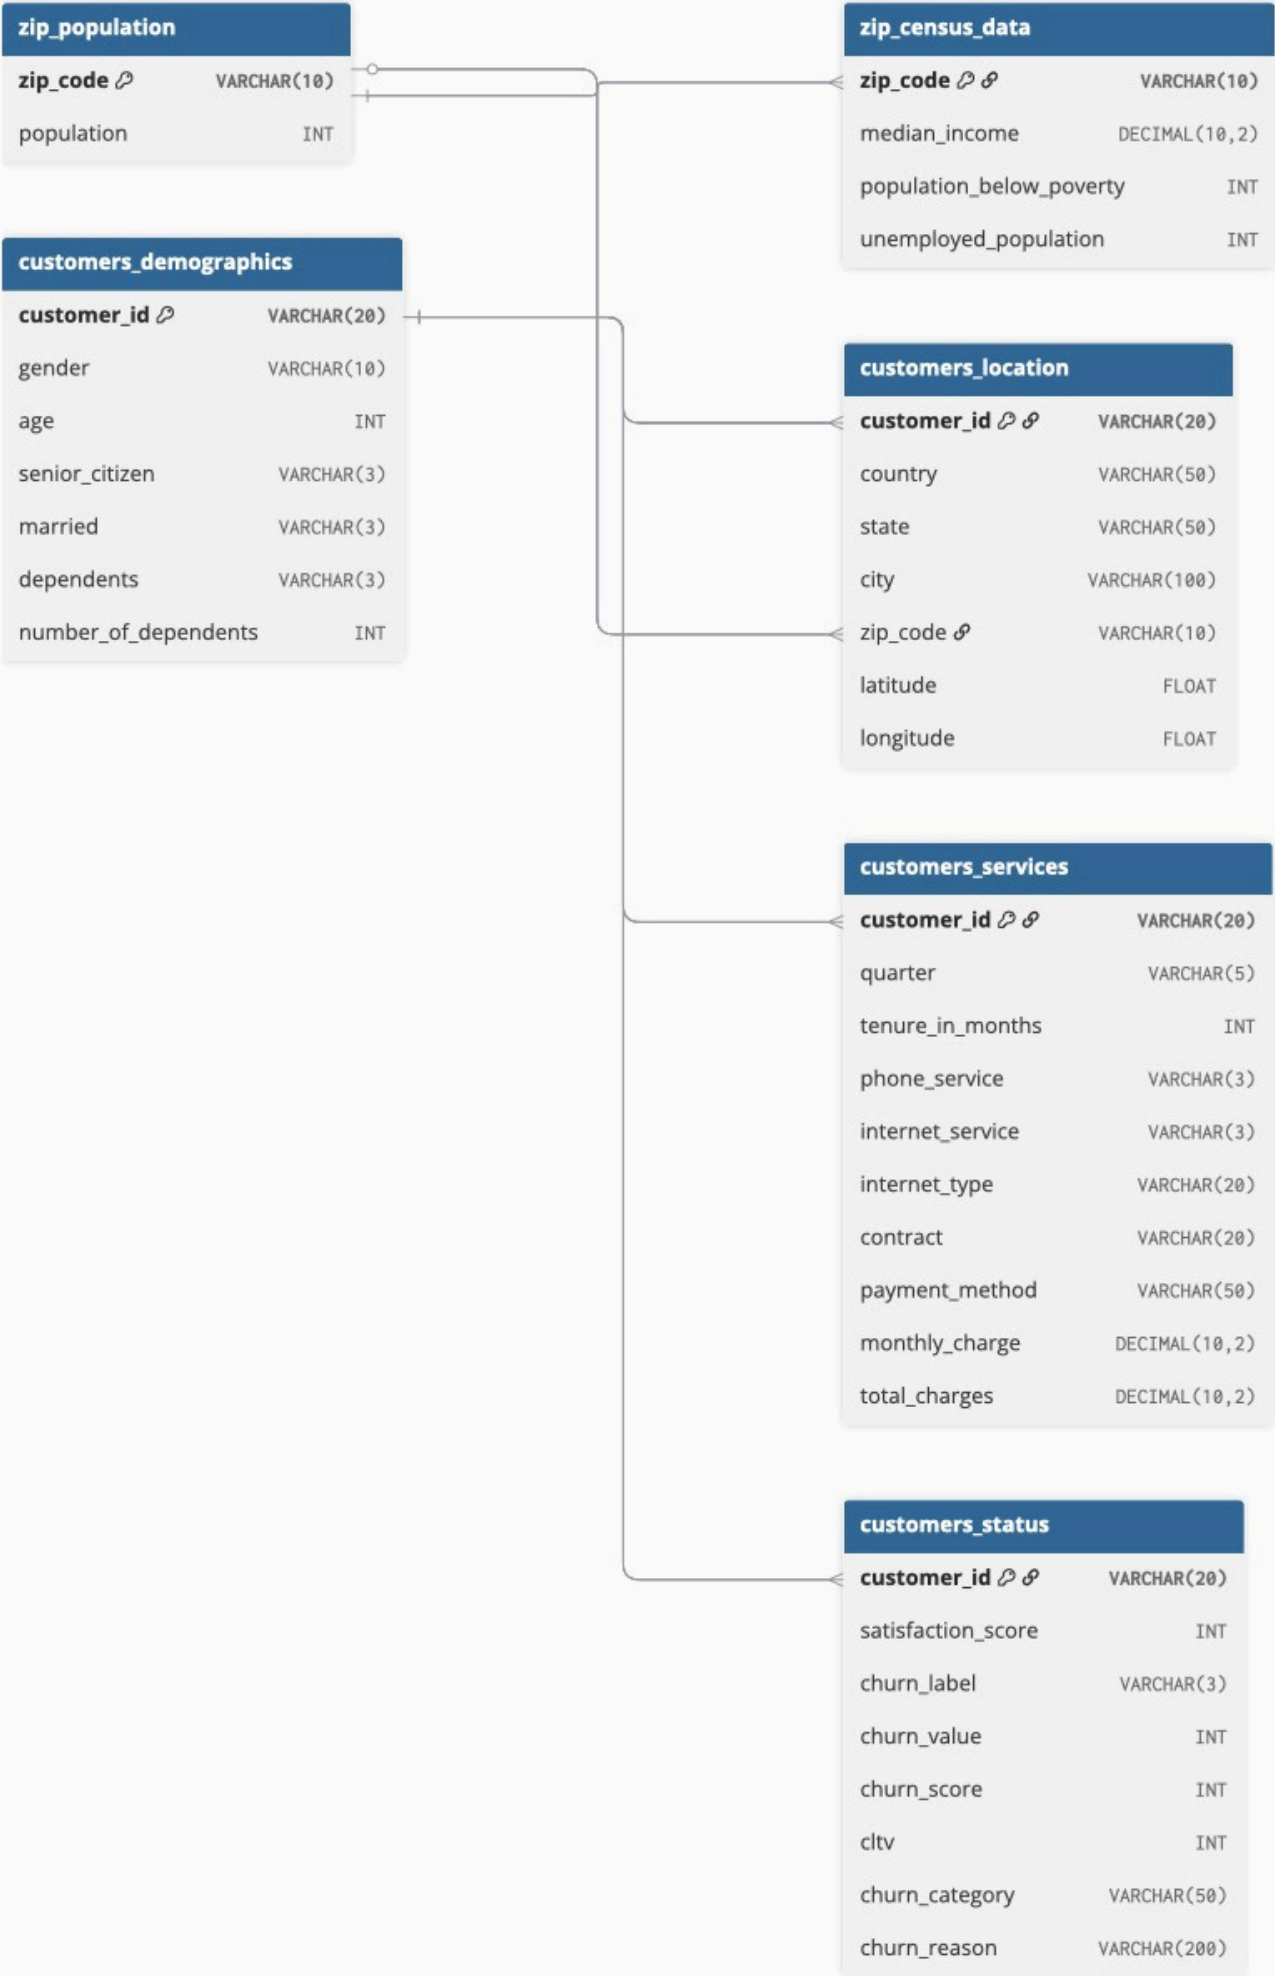 zip_population
zip_code VARCHAR(10)
population INT
customers_demographics
customer_id VARCHAR(20)
gender VARCHAR(10)
age INT
senior_citizen VARCHAR(3)
married VARCHAR(3)
dependents VARCHAR(3)
number_of_dependents INT
zip_census_data
zip_code VARCHAR(10)
median_income DECIMAL(10,2)
population_below_poverty INT
unemployed_population INT
customers_location
customer_id VARCHAR(20)
country VARCHAR(50)
state VARCHAR(50)
city VARCHAR(100)
zip_code VARCHAR(10)
latitude FLOAT
longitude FLOAT
customers_services
customer_id VARCHAR(20)
quarter VARCHAR(5)
tenure_in_months INT
phone_service VARCHAR(3)
internet_service VARCHAR(3)
internet_type VARCHAR(20)
contract VARCHAR(20)
payment_method VARCHAR(50)
monthly_charge DECIMAL(10,2)
total_charges DECIMAL(10,2)
customers_status
customer_id VARCHAR(20)
satisfaction_score INT
churn_label VARCHAR(3)
churn_value INT
churn_score INT
cltv INT
churn_category VARCHAR(50)
churn_reason VARCHAR(200)